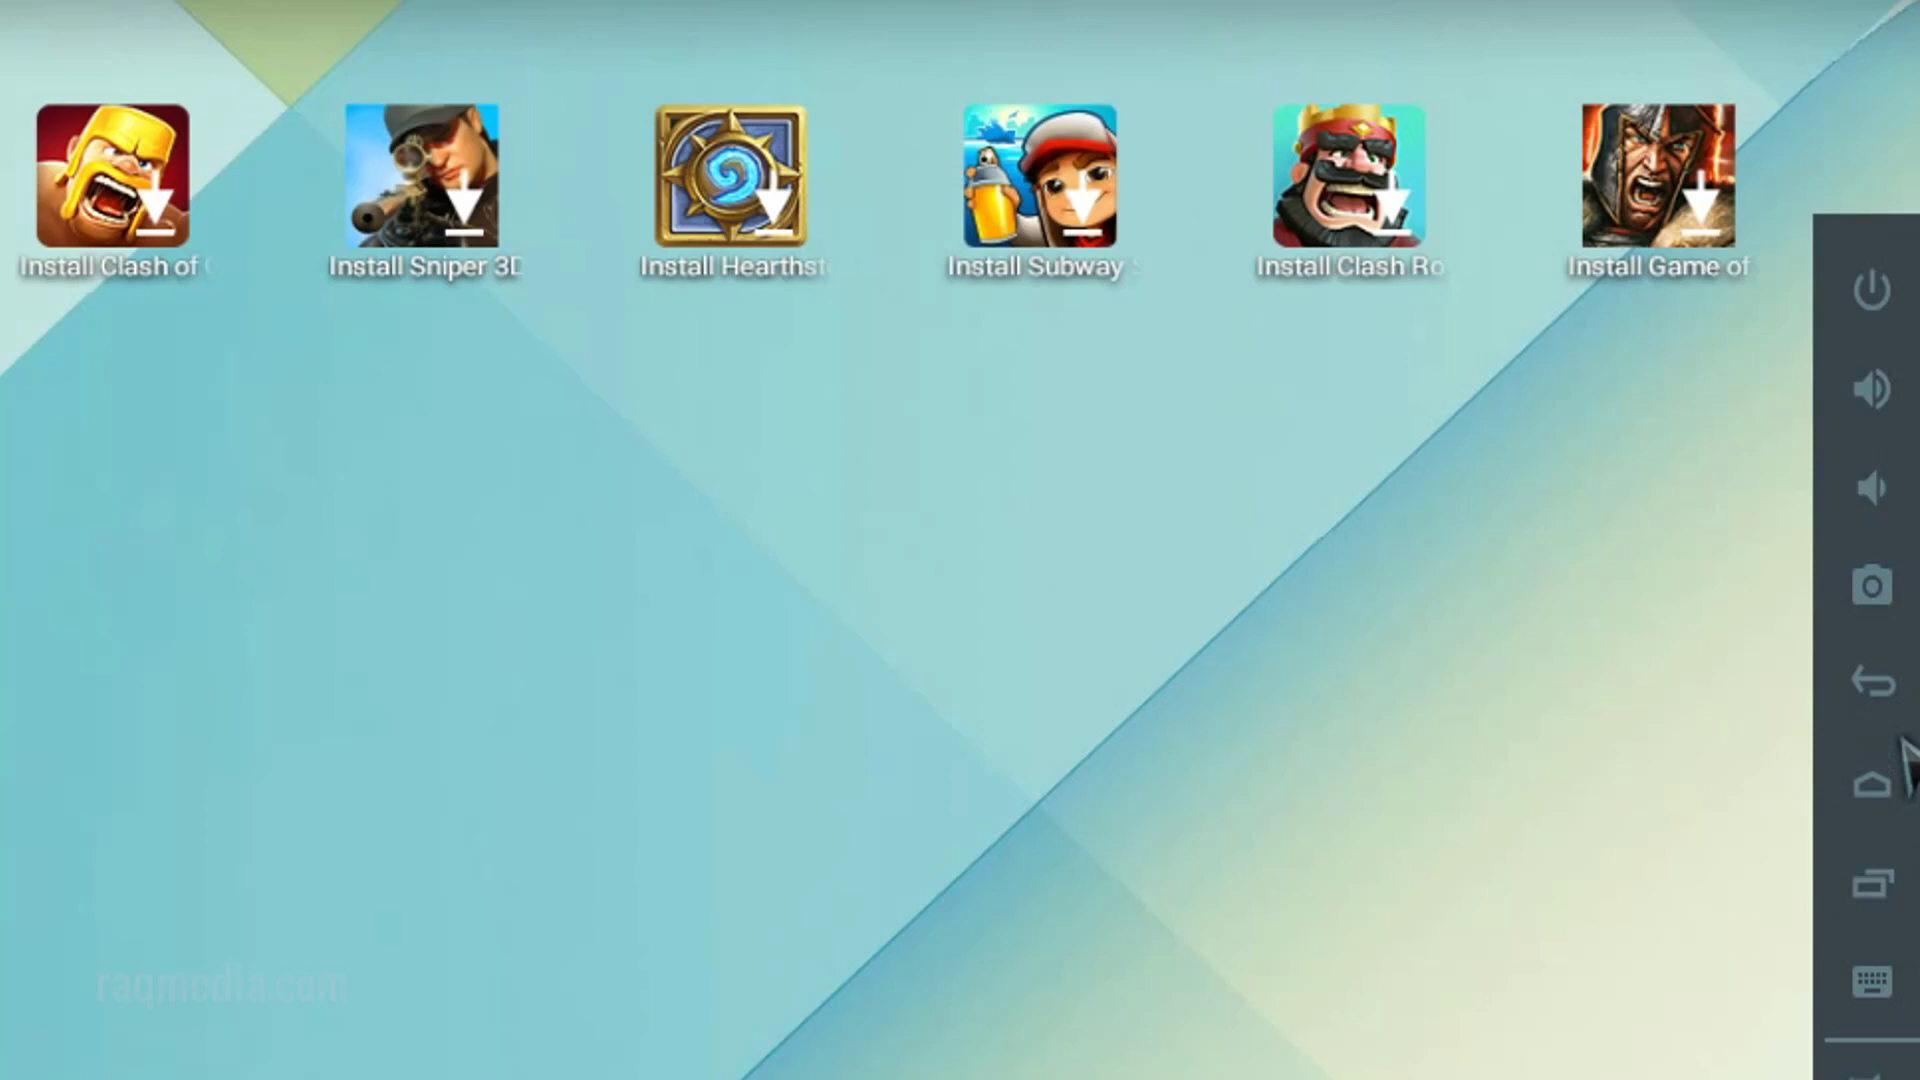 Install Clash of
Install Sniper 3D
Install Hearthst
Install Subway
Install Clash Ro
Install Game of
raqmedia.com